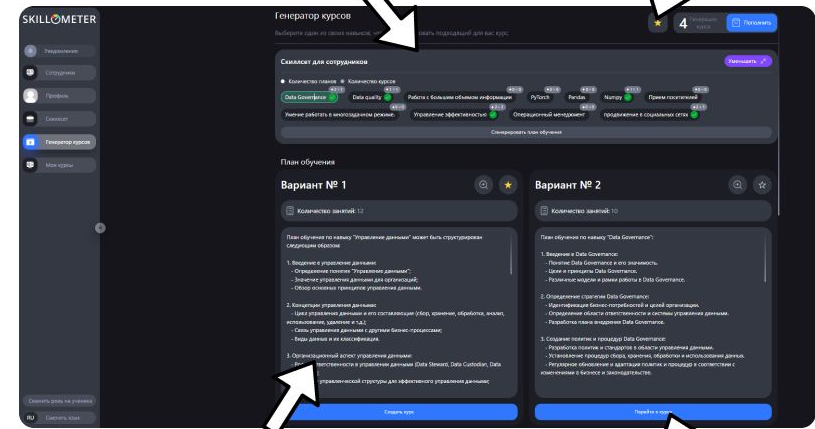 SKILLOMETER
Уведомления
Сотрудники
Профиль
Скиллсет
Генератор курсов
Мои курсы
Сменить роль на ученика
RU Сменить язык
Генератор курсов
Выберите один из своих навыков,
овать подходящий для вас курс
4 Генерации курса
Пополнить
Скиллсет для сотрудников
Уменьшить
Количество планов Количество курсов
Data Governance Data quality Работа с большим объемом информации PyTorch Pandas Numpy Прием посетителей
Умение работать в многозадачном режиме. Управление эффективностью Операционный менеджмент продвижение в социальных сетях
Сгенерировать план обучения
План обучения
Вариант № 1
Количество занятий: 12
План обучения по навыку "Управление данными" может быть структурирован
следующим образом:
1. Введение в управление данными:
- Определение понятия "Управление данными";
- Значение управления данными для организаций;
- Обзор основных принципов управления данными.
2. Концепции управления данными:
- Цикл управления данными и его составляющие (сбор, хранение, обработка, анализ,
использование, удаление и т.д.);
- Связь управления данными с другими бизнес-процессами;
- Виды данных и их классификация.
3. Организационный аспект управления данными:
ответственности в управлении данными (Data Steward, Data Custodian, Data
управленческой структуры для эффективного управления данными;
Создать курс
Вариант № 2
Количество занятий: 10
План обучения по навыку "Data Governance":
1. Введение в Data Governance:
- Понятие Data Governance и его значимость.
- Цели и принципы Data Governance.
- Различные модели и рамки работы в Data Governance.
2. Определение стратегии Data Governance:
- Идентификация бизнес-потребностей и целей организации.
- Определение области ответственности и системы управления данными.
- Разработка плана внедрения Data Governance.
3. Создание политик и процедур Data Governance:
- Разработка политик и стандартов в области управления данными.
- Установление процедур сбора, хранения, обработки и использования данных.
- Регулярное обновление и адаптация политик и процедур в соответствии с
изменениями в бизнесе и законодательстве.
Перейти к курсу